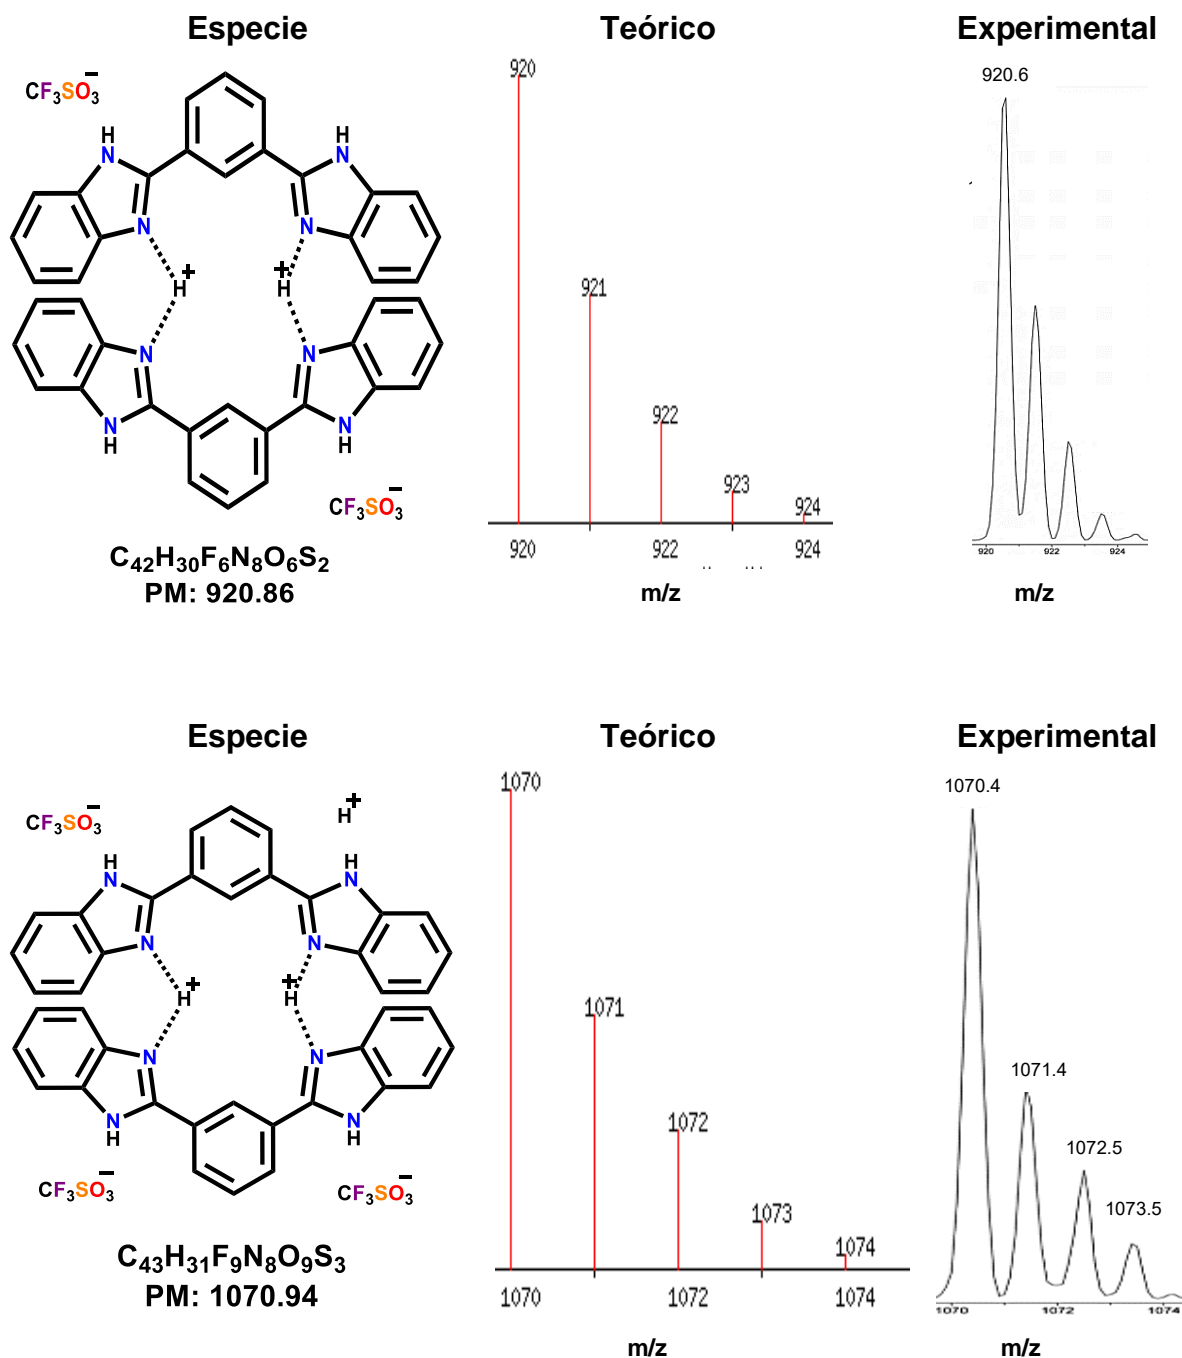 Especie Teórico Experimental
CF₃SO₃⁻
920
920.6
H H
N N
921
N N
H⁺ ⁺H
N N
922
N N
H H
923
924
CF₃SO₃⁻
920 922 924
920 922 924
C₄₂H₃₀F₆N₈O₆S₂
PM: 920.86
m/z m/z
Especie Teórico Experimental
1070
1070.4
H⁺
CF₃SO₃⁻
H H
N N
N N
1071
H⁺ ⁺H
1071.4
N N
1072
1072.5
N N
H H
1073
1073.5
1074
CF₃SO₃⁻ CF₃SO₃⁻
1070 1072 1074
1070 1072 1074
C₄₃H₃₁F₉N₈O₉S₃
PM: 1070.94
m/z m/z